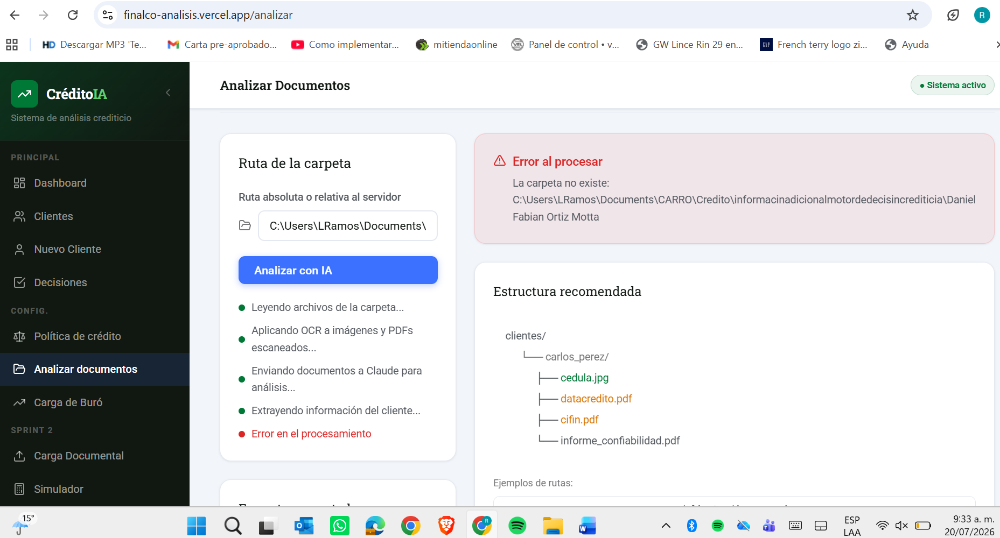 finalco-analisis.vercel.app/analizar
R
HD Descargar MP3 'Te...
Carta pre-aprobado...
Como implementar...
mitiendaonline
Panel de control • v...
GW Lince Rin 29 en...
French terry logo zi...
Ayuda
CréditoIA
Sistema de análisis crediticio
PRINCIPAL
Dashboard
Clientes
Nuevo Cliente
Decisiones
CONFIG.
Política de crédito
Analizar documentos
Carga de Buró
SPRINT 2
Carga Documental
Simulador
Analizar Documentos
● Sistema activo
Ruta de la carpeta
Ruta absoluta o relativa al servidor
C:\Users\LRamos\Documents\
Analizar con IA
Leyendo archivos de la carpeta...
Aplicando OCR a imágenes y PDFs
escaneados...
Enviando documentos a Claude para
análisis...
Extrayendo información del cliente...
Error en el procesamiento
Error al procesar
La carpeta no existe:
C:\Users\LRamos\Documents\CARRO\Credito\informacinadicionalmotordedecisincrediticia\Daniel
Fabian Ortiz Motta
Estructura recomendada
clientes/
└── carlos_perez/
├── cedula.jpg
├── datacredito.pdf
├── cifin.pdf
└── informe_confiabilidad.pdf
Ejemplos de rutas:
15°
ESP
LAA
9:33 a. m.
20/07/2026